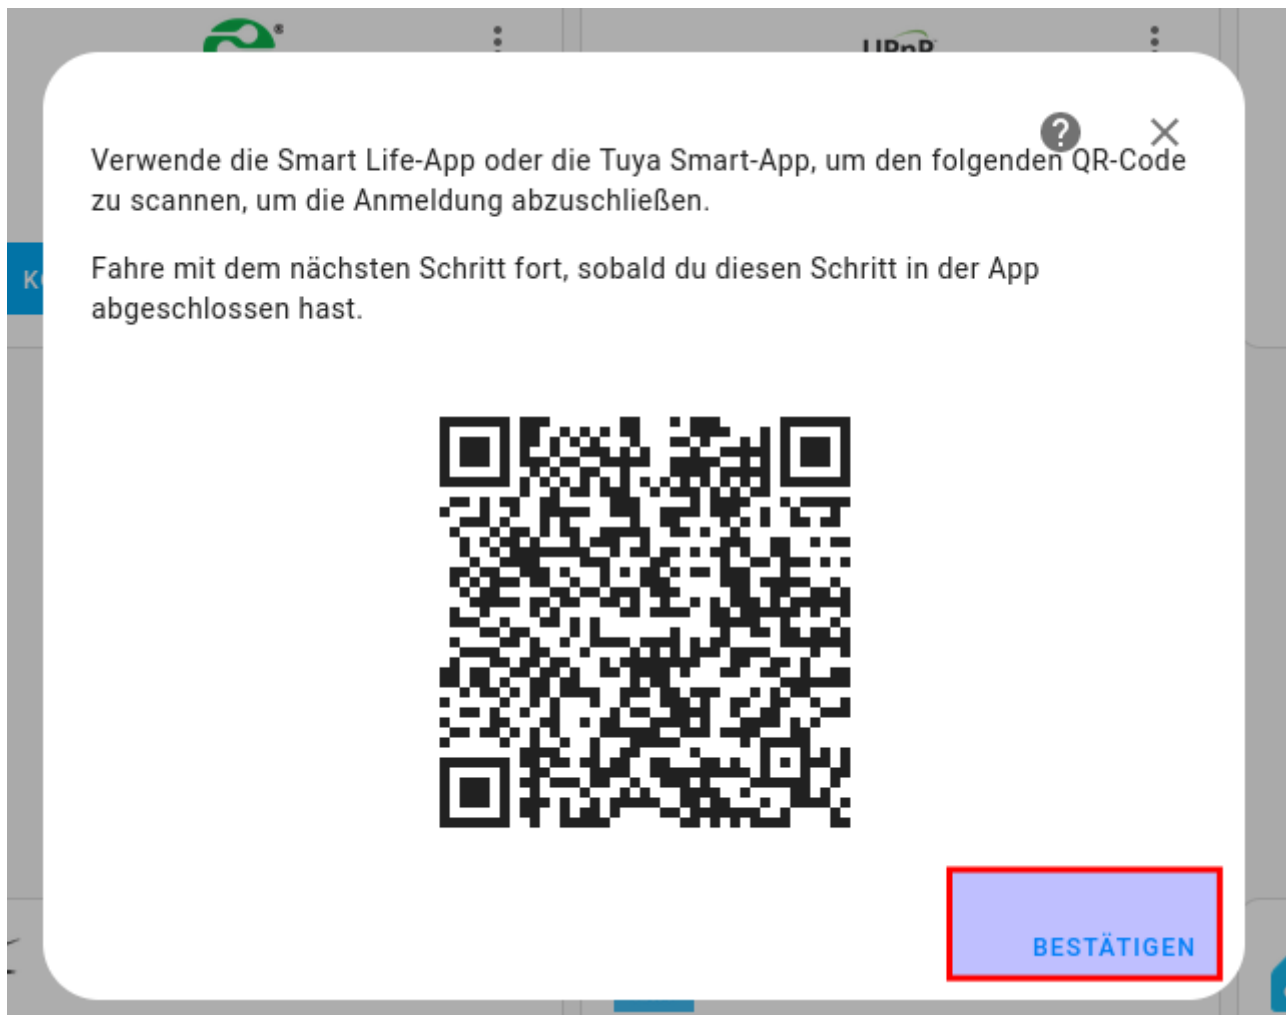 UPnP
Verwende die Smart Life-App oder die Tuya Smart-App, um den folgenden QR-Code
zu scannen, um die Anmeldung abzuschließen.
Fahre mit dem nächsten Schritt fort, sobald du diesen Schritt in der App
abgeschlossen hast.
BESTÄTIGEN